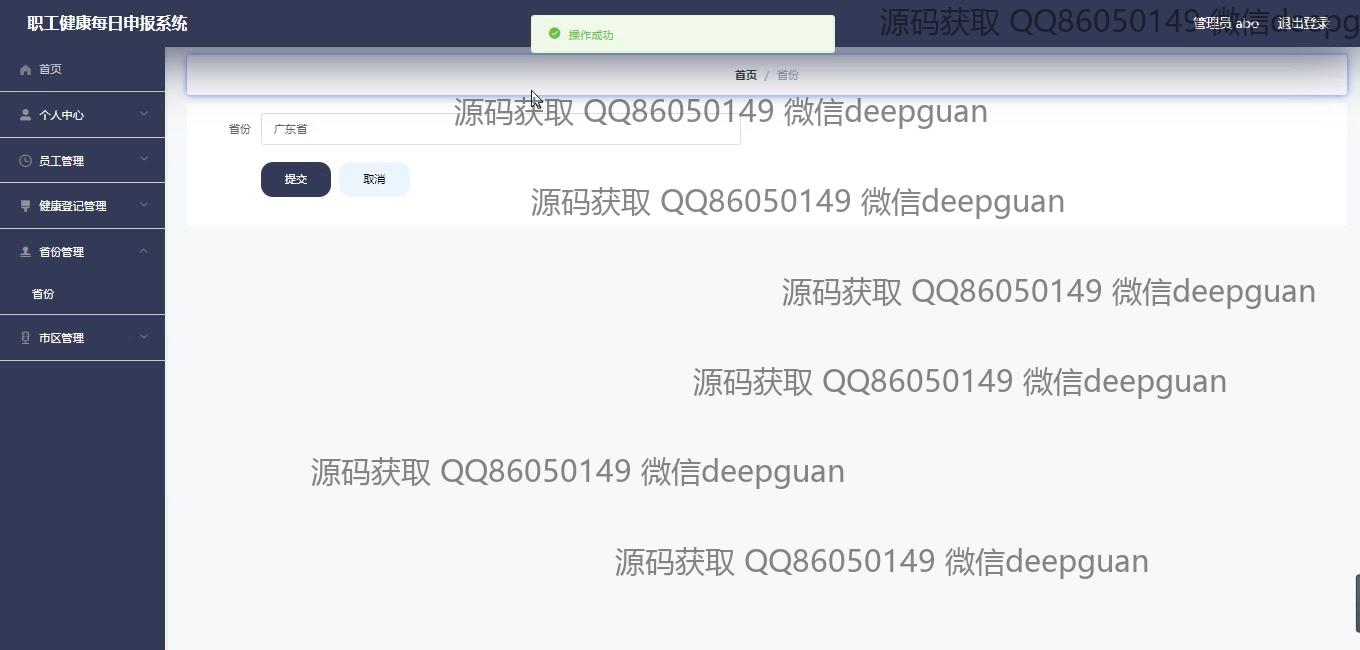 职工健康每日申报系统
操作成功
源码获取 QQ86050149 微信deepg
管理员 abo
退出登录
首页
个人中心
员工管理
健康登记管理
省份管理
省份
市区管理
首页 / 省份
源码获取 QQ86050149 微信deepguan
省份
广东省
提交
取消
源码获取 QQ86050149 微信deepguan
源码获取 QQ86050149 微信deepguan
源码获取 QQ86050149 微信deepguan
源码获取 QQ86050149 微信deepguan
源码获取 QQ86050149 微信deepguan